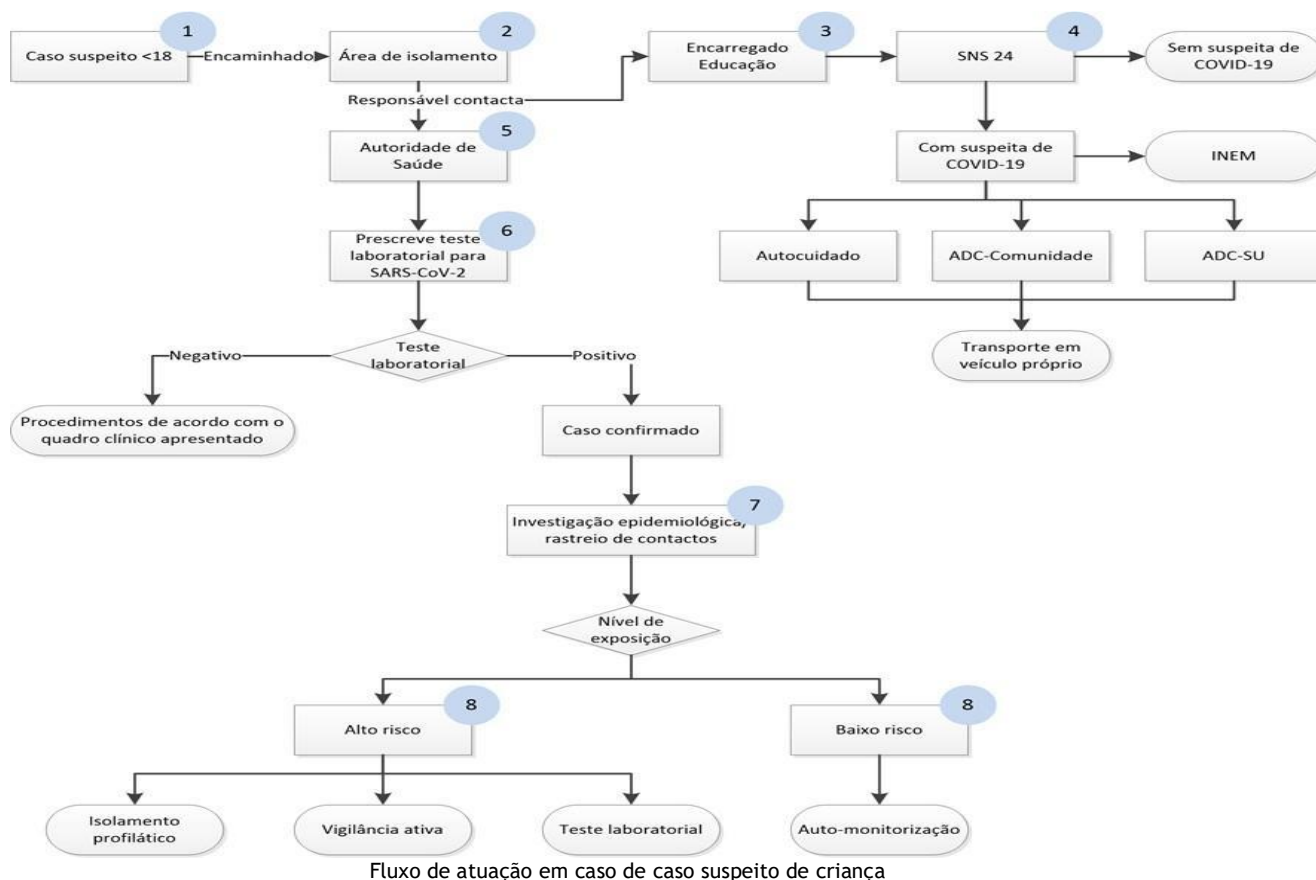 1
2
3
4
Caso suspeito <18
Encaminhado
Área de isolamento
Encarregado
Educação
SNS 24
Sem suspeita de
COVID-19
Responsável contacta
5
Autoridade de
Saúde
Com suspeita de
COVID-19
INEM
6
Prescreve teste
laboratorial para
SARS-CoV-2
Autocuidado
ADC-Comunidade
ADC-SU
Negativo
Teste
laboratorial
Positivo
Transporte em
veículo próprio
Procedimentos de acordo com o
quadro clínico apresentado
Caso confirmado
7
Investigação epidemiológica/
rastreio de contactos
Nível de
exposição
8
8
Alto risco
Baixo risco
Isolamento
profilático
Vigilância ativa
Teste laboratorial
Auto-monitorização
Fluxo de atuação em caso de caso suspeito de criança